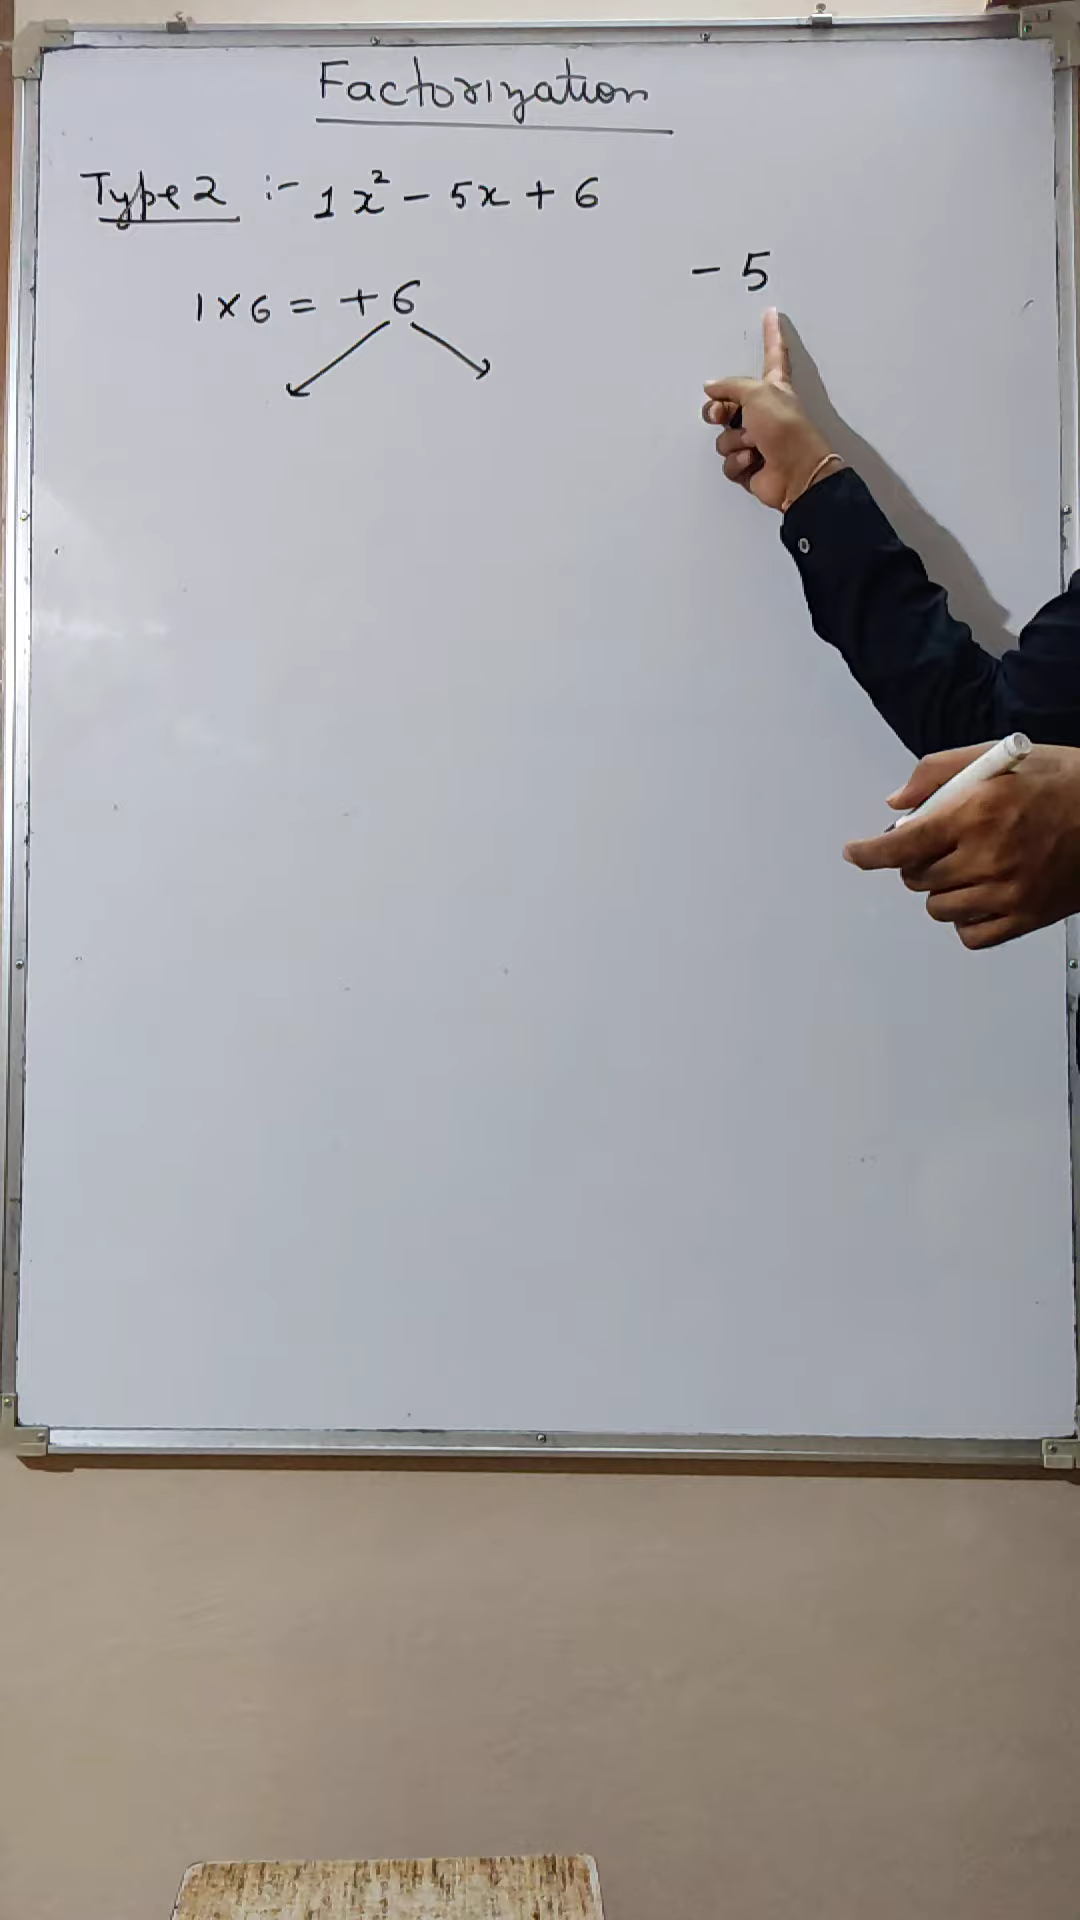 Factorization
Type 2 :- 1x² - 5x + 6
- 5
1 × 6 = + 6